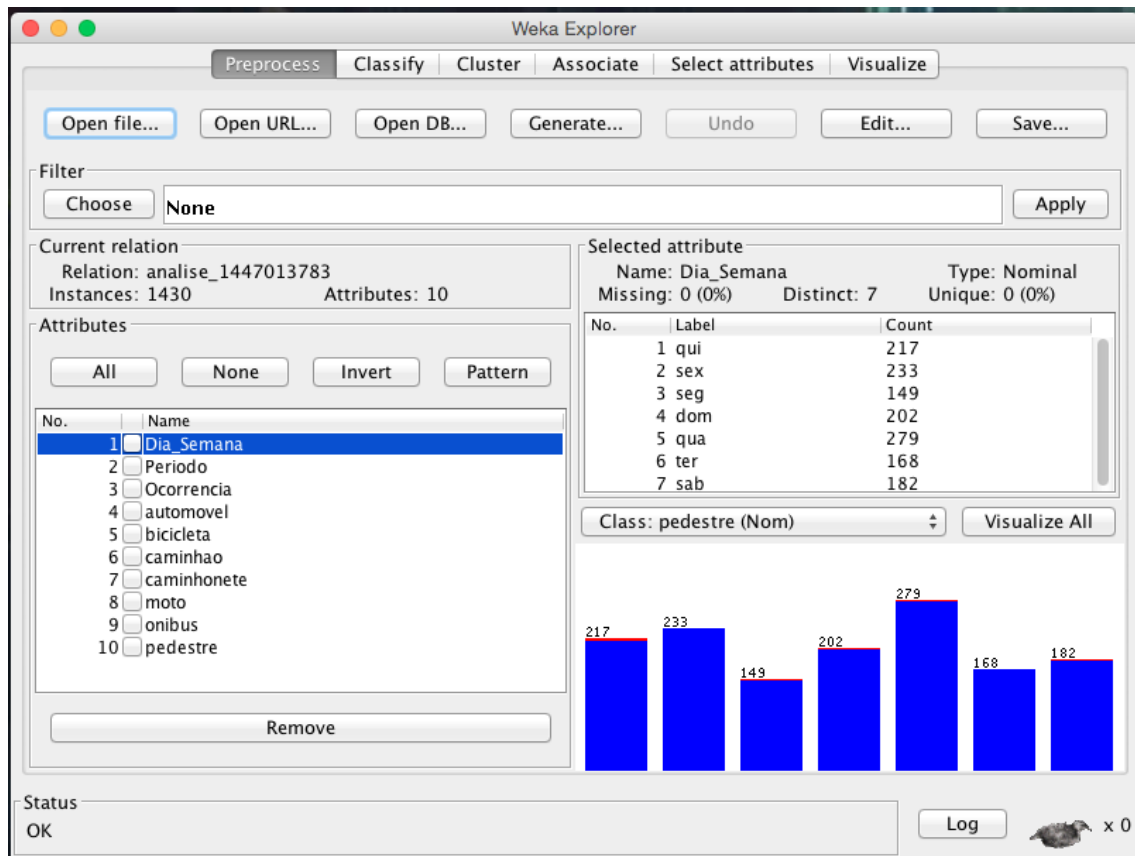 Weka Explorer
Preprocess Classify Cluster Associate Select attributes Visualize
Open file... Open URL... Open DB... Generate... Undo Edit... Save...
Filter
Choose None Apply
Current relation
Relation: analise_1447013783
Instances: 1430 Attributes: 10
Attributes
All None Invert Pattern
No. Name
1 Dia_Semana
2 Periodo
3 Ocorrencia
4 automovel
5 bicicleta
6 caminhao
7 caminhonete
8 moto
9 onibus
10 pedestre
Remove
Selected attribute
Name: Dia_Semana Type: Nominal
Missing: 0 (0%) Distinct: 7 Unique: 0 (0%)
No. Label Count
1 qui 217
2 sex 233
3 seg 149
4 dom 202
5 qua 279
6 ter 168
7 sab 182
Class: pedestre (Nom) Visualize All
217 233 149 202 279 168 182
Status
OK
Log x 0